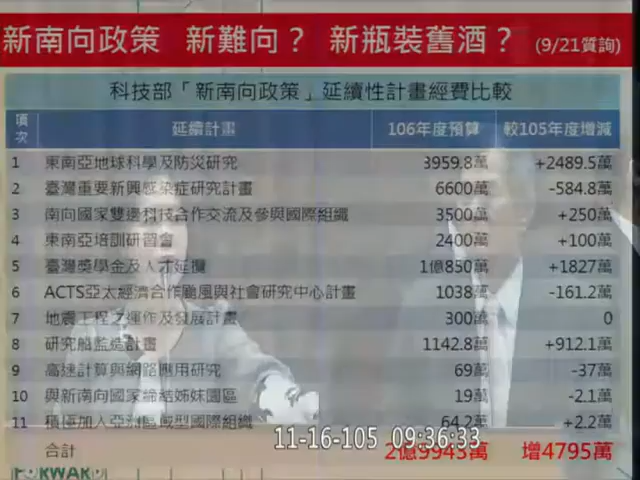 新南向政策 新難向？ 新瓶裝舊酒？ (9/21質詢)
科技部「新南向政策」延續性計畫經費比較
項次 延續計畫 106年度預算 較105年度增減
1 東南亞地球科學及防災研究 3959.8萬 +2489.5萬
2 臺灣重要新興感染症研究計畫 6600萬 -584.8萬
3 南向國家雙邊科技合作交流及參與國際組織 3500萬 +250萬
4 東南亞培訓研習會 2400萬 +100萬
5 臺灣獎學金及人才延攬 1億850萬 +1827萬
6 ACTS亞太經濟合作颱風與社會研究中心計畫 1038萬 -161.2萬
7 地震工程之運作及發展計畫 300萬 0
8 研究船監造計畫 1142.8萬 +912.1萬
9 高速計算與網路應用研究 69萬 -37萬
10 與新南向國家締結姊妹園區 19萬 -2.1萬
11 積極加入亞洲區域型國際組織 64.2萬 +2.2萬
合計 2億9943萬 增4795萬
11-16-105 09:36:33
FORWARD